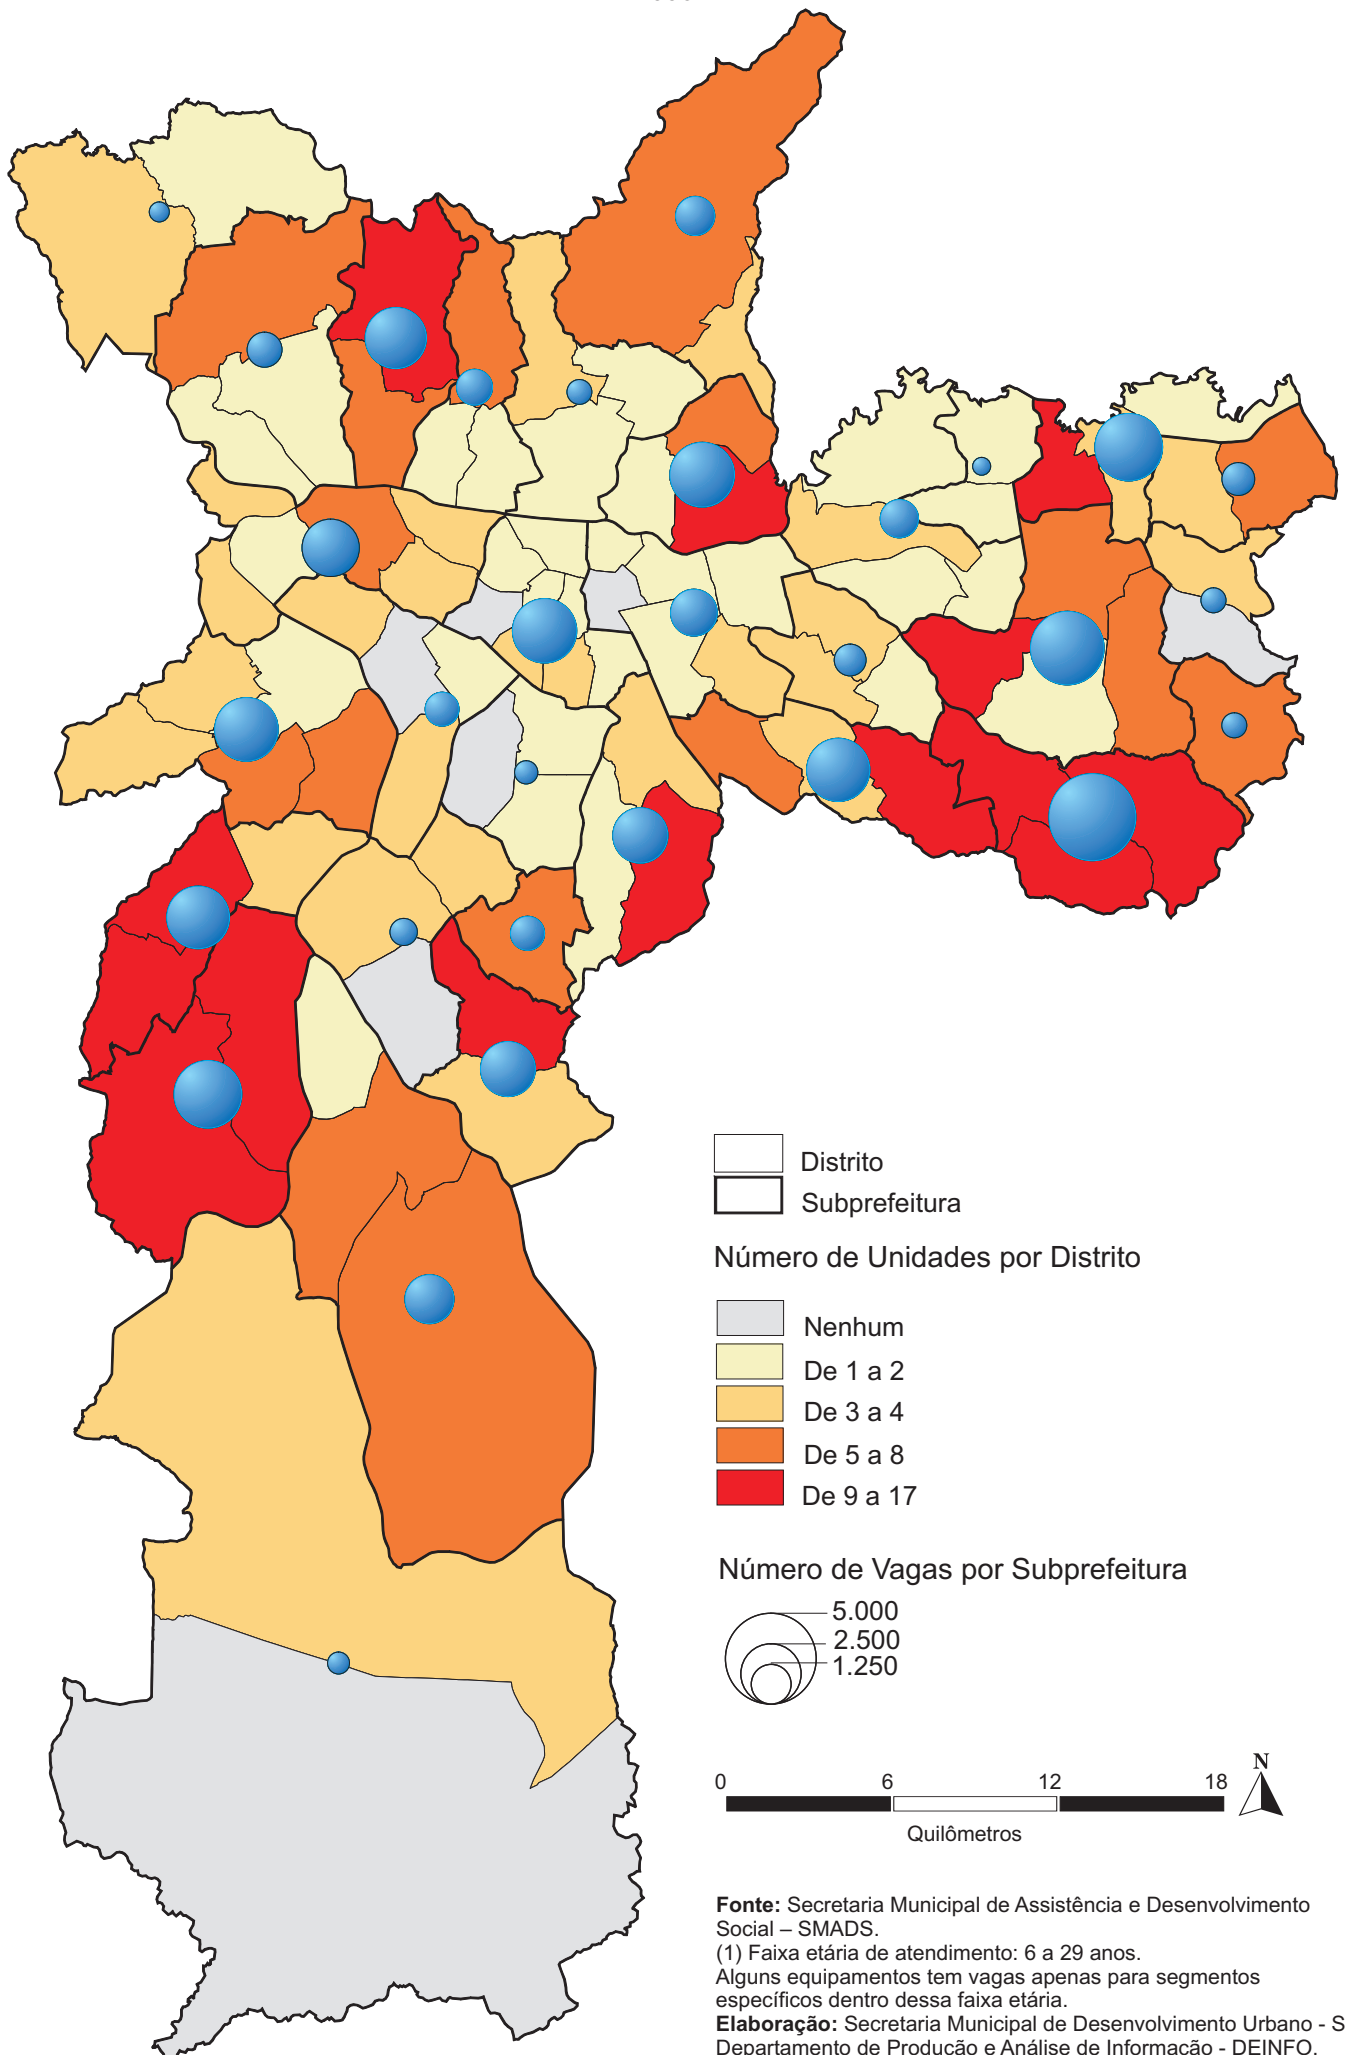 Distrito
Subprefeitura
Número de Unidades por Distrito
Nenhum
De 1 a 2
De 3 a 4
De 5 a 8
De 9 a 17
Número de Vagas por Subprefeitura
5.000
2.500
1.250
N
0 6 12 18
Quilômetros
Fonte: Secretaria Municipal de Assistência e Desenvolvimento
Social – SMADS.
(1) Faixa etária de atendimento: 6 a 29 anos.
Alguns equipamentos tem vagas apenas para segmentos
específicos dentro dessa faixa etária.
Elaboração: Secretaria Municipal de Desenvolvimento Urbano - S
Departamento de Produção e Análise de Informação - DEINFO.